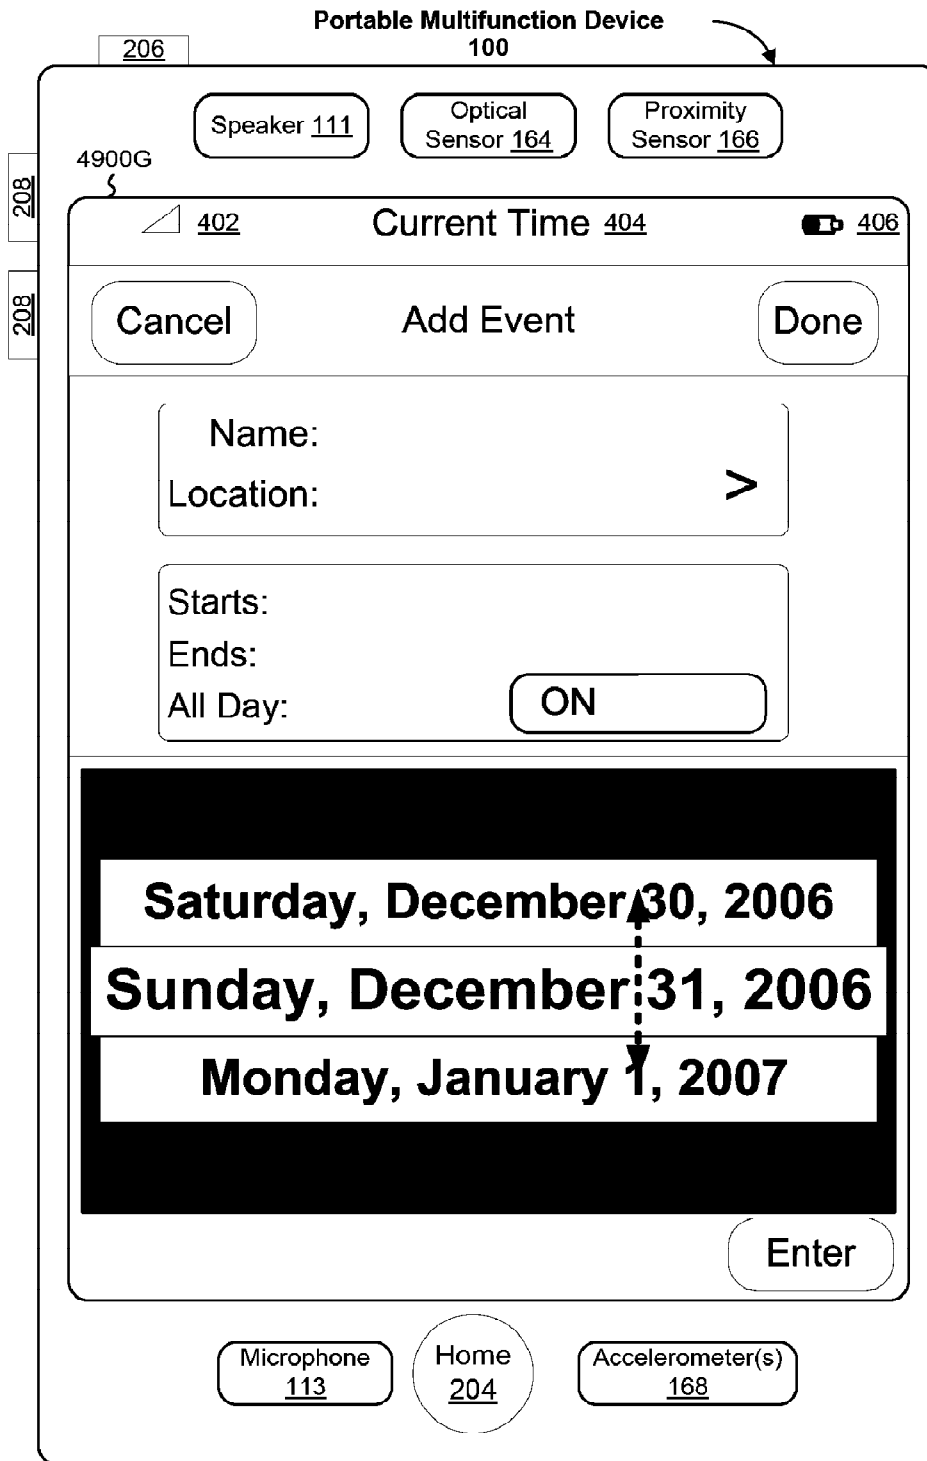 Portable Multifunction Device
100
206
Speaker 111
Optical
Sensor 164
Proximity
Sensor 166
4900G
208
208
402
Current Time 404
406
Cancel
Add Event
Done
Name:
Location:
>
Starts:
Ends:
All Day:
ON
Saturday, December 30, 2006
Sunday, December 31, 2006
Monday, January 1, 2007
Enter
Microphone
113
Home
204
Accelerometer(s)
168